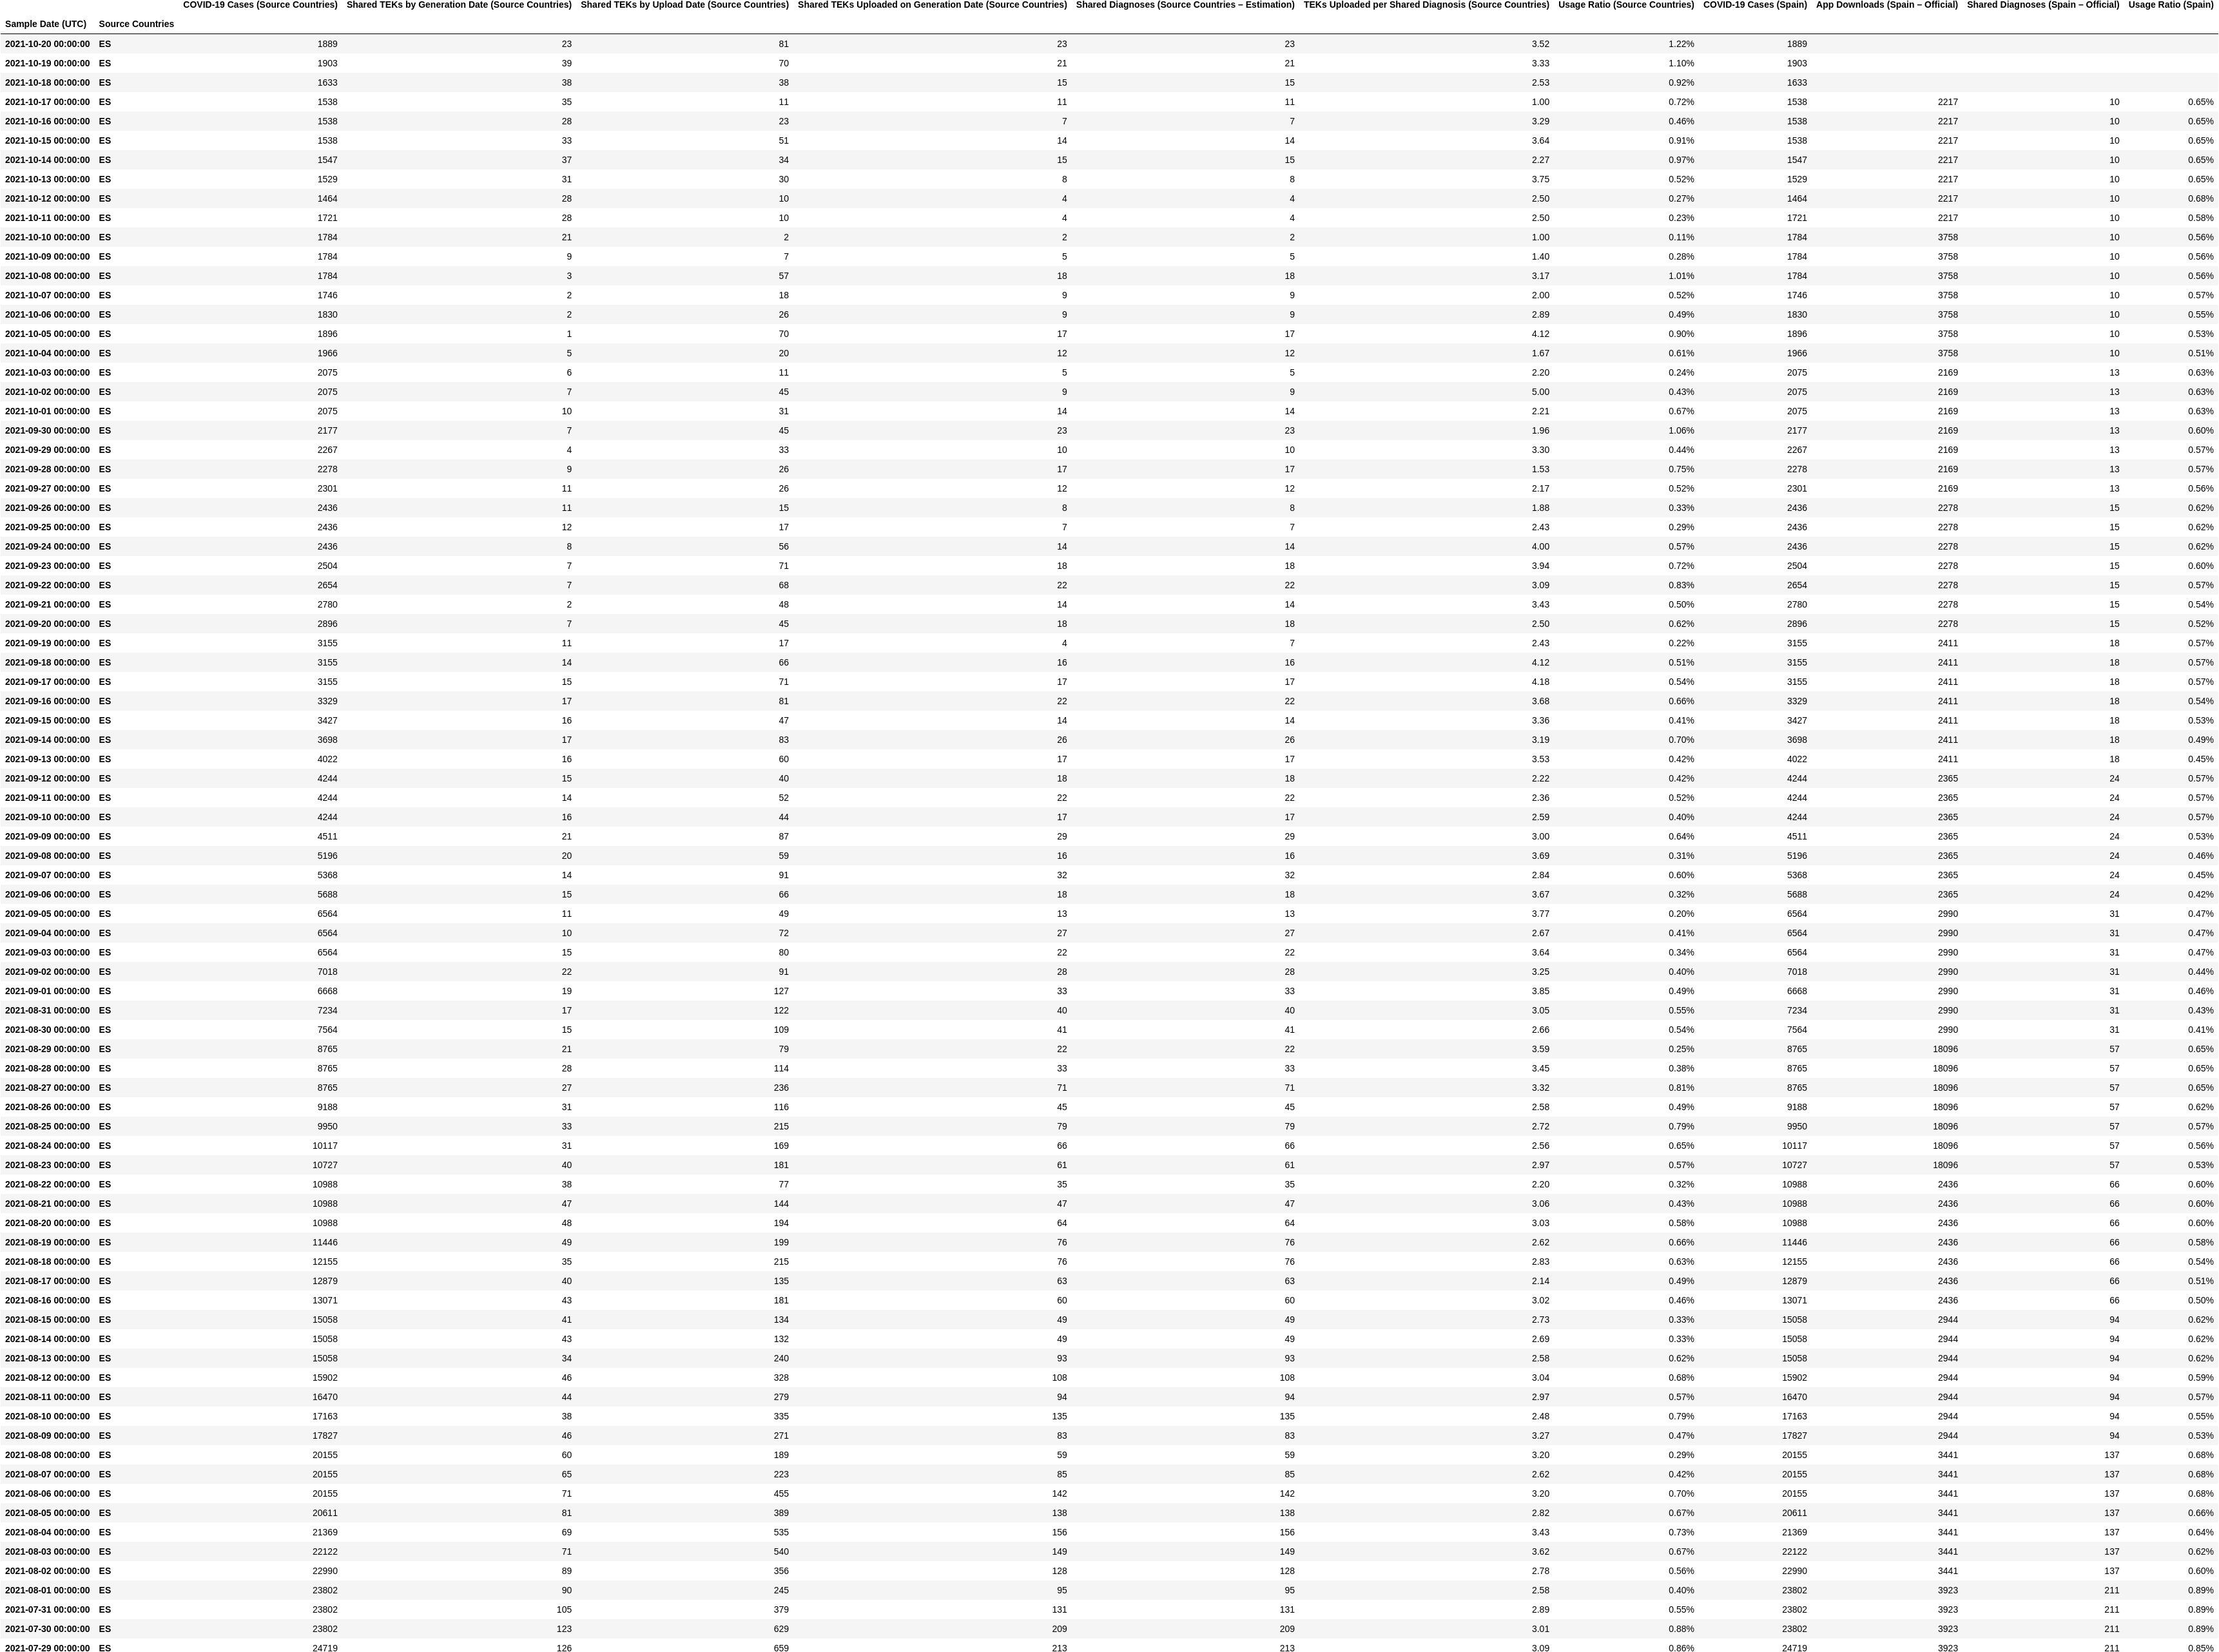 COVID-19 Cases (Source Countries) Shared TEKs by Generation Date (Source Countries) Shared TEKs by Upload Date (Source Countries) Shared TEKs Uploaded on Generation Date (Source Countries) Shared Diagnoses (Source Countries – Estimation) TEKs Uploaded per Shared Diagnosis (Source Countries) Usage Ratio (Source Countries) COVID-19 Cases (Spain) App Downloads (Spain – Official) Shared Diagnoses (Spain – Official) Usage Ratio (Spain)
Sample Date (UTC) Source Countries
2021-10-20 00:00:00 ES 1889 23 81 23 23 3.52 1.22% 1889
2021-10-19 00:00:00 ES 1903 39 70 21 21 3.33 1.10% 1903
2021-10-18 00:00:00 ES 1633 38 38 15 15 2.53 0.92% 1633
2021-10-17 00:00:00 ES 1538 35 11 11 11 1.00 0.72% 1538 2217 10 0.65%
2021-10-16 00:00:00 ES 1538 28 23 7 7 3.29 0.46% 1538 2217 10 0.65%
2021-10-15 00:00:00 ES 1538 33 51 14 14 3.64 0.91% 1538 2217 10 0.65%
2021-10-14 00:00:00 ES 1547 37 34 15 15 2.27 0.97% 1547 2217 10 0.65%
2021-10-13 00:00:00 ES 1529 31 30 8 8 3.75 0.52% 1529 2217 10 0.65%
2021-10-12 00:00:00 ES 1464 28 10 4 4 2.50 0.27% 1464 2217 10 0.68%
2021-10-11 00:00:00 ES 1721 28 10 4 4 2.50 0.23% 1721 2217 10 0.58%
2021-10-10 00:00:00 ES 1784 21 2 2 2 1.00 0.11% 1784 3758 10 0.56%
2021-10-09 00:00:00 ES 1784 9 7 5 5 1.40 0.28% 1784 3758 10 0.56%
2021-10-08 00:00:00 ES 1784 3 57 18 18 3.17 1.01% 1784 3758 10 0.56%
2021-10-07 00:00:00 ES 1746 2 18 9 9 2.00 0.52% 1746 3758 10 0.57%
2021-10-06 00:00:00 ES 1830 2 26 9 9 2.89 0.49% 1830 3758 10 0.55%
2021-10-05 00:00:00 ES 1896 1 70 17 17 4.12 0.90% 1896 3758 10 0.53%
2021-10-04 00:00:00 ES 1966 5 20 12 12 1.67 0.61% 1966 3758 10 0.51%
2021-10-03 00:00:00 ES 2075 6 11 5 5 2.20 0.24% 2075 2169 13 0.63%
2021-10-02 00:00:00 ES 2075 7 45 9 9 5.00 0.43% 2075 2169 13 0.63%
2021-10-01 00:00:00 ES 2075 10 31 14 14 2.21 0.67% 2075 2169 13 0.63%
2021-09-30 00:00:00 ES 2177 7 45 23 23 1.96 1.06% 2177 2169 13 0.60%
2021-09-29 00:00:00 ES 2267 4 33 10 10 3.30 0.44% 2267 2169 13 0.57%
2021-09-28 00:00:00 ES 2278 9 26 17 17 1.53 0.75% 2278 2169 13 0.57%
2021-09-27 00:00:00 ES 2301 11 26 12 12 2.17 0.52% 2301 2169 13 0.56%
2021-09-26 00:00:00 ES 2436 11 15 8 8 1.88 0.33% 2436 2278 15 0.62%
2021-09-25 00:00:00 ES 2436 12 17 7 7 2.43 0.29% 2436 2278 15 0.62%
2021-09-24 00:00:00 ES 2436 8 56 14 14 4.00 0.57% 2436 2278 15 0.62%
2021-09-23 00:00:00 ES 2504 7 71 18 18 3.94 0.72% 2504 2278 15 0.60%
2021-09-22 00:00:00 ES 2654 7 68 22 22 3.09 0.83% 2654 2278 15 0.57%
2021-09-21 00:00:00 ES 2780 2 48 14 14 3.43 0.50% 2780 2278 15 0.54%
2021-09-20 00:00:00 ES 2896 7 45 18 18 2.50 0.62% 2896 2278 15 0.52%
2021-09-19 00:00:00 ES 3155 11 17 4 7 2.43 0.22% 3155 2411 18 0.57%
2021-09-18 00:00:00 ES 3155 14 66 16 16 4.12 0.51% 3155 2411 18 0.57%
2021-09-17 00:00:00 ES 3155 15 71 17 17 4.18 0.54% 3155 2411 18 0.57%
2021-09-16 00:00:00 ES 3329 17 81 22 22 3.68 0.66% 3329 2411 18 0.54%
2021-09-15 00:00:00 ES 3427 16 47 14 14 3.36 0.41% 3427 2411 18 0.53%
2021-09-14 00:00:00 ES 3698 17 83 26 26 3.19 0.70% 3698 2411 18 0.49%
2021-09-13 00:00:00 ES 4022 16 60 17 17 3.53 0.42% 4022 2411 18 0.45%
2021-09-12 00:00:00 ES 4244 15 40 18 18 2.22 0.42% 4244 2365 24 0.57%
2021-09-11 00:00:00 ES 4244 14 52 22 22 2.36 0.52% 4244 2365 24 0.57%
2021-09-10 00:00:00 ES 4244 16 44 17 17 2.59 0.40% 4244 2365 24 0.57%
2021-09-09 00:00:00 ES 4511 21 87 29 29 3.00 0.64% 4511 2365 24 0.53%
2021-09-08 00:00:00 ES 5196 20 59 16 16 3.69 0.31% 5196 2365 24 0.46%
2021-09-07 00:00:00 ES 5368 14 91 32 32 2.84 0.60% 5368 2365 24 0.45%
2021-09-06 00:00:00 ES 5688 15 66 18 18 3.67 0.32% 5688 2365 24 0.42%
2021-09-05 00:00:00 ES 6564 11 49 13 13 3.77 0.20% 6564 2990 31 0.47%
2021-09-04 00:00:00 ES 6564 10 72 27 27 2.67 0.41% 6564 2990 31 0.47%
2021-09-03 00:00:00 ES 6564 15 80 22 22 3.64 0.34% 6564 2990 31 0.47%
2021-09-02 00:00:00 ES 7018 22 91 28 28 3.25 0.40% 7018 2990 31 0.44%
2021-09-01 00:00:00 ES 6668 19 127 33 33 3.85 0.49% 6668 2990 31 0.46%
2021-08-31 00:00:00 ES 7234 17 122 40 40 3.05 0.55% 7234 2990 31 0.43%
2021-08-30 00:00:00 ES 7564 15 109 41 41 2.66 0.54% 7564 2990 31 0.41%
2021-08-29 00:00:00 ES 8765 21 79 22 22 3.59 0.25% 8765 18096 57 0.65%
2021-08-28 00:00:00 ES 8765 28 114 33 33 3.45 0.38% 8765 18096 57 0.65%
2021-08-27 00:00:00 ES 8765 27 236 71 71 3.32 0.81% 8765 18096 57 0.65%
2021-08-26 00:00:00 ES 9188 31 116 45 45 2.58 0.49% 9188 18096 57 0.62%
2021-08-25 00:00:00 ES 9950 33 215 79 79 2.72 0.79% 9950 18096 57 0.57%
2021-08-24 00:00:00 ES 10117 31 169 66 66 2.56 0.65% 10117 18096 57 0.56%
2021-08-23 00:00:00 ES 10727 40 181 61 61 2.97 0.57% 10727 18096 57 0.53%
2021-08-22 00:00:00 ES 10988 38 77 35 35 2.20 0.32% 10988 2436 66 0.60%
2021-08-21 00:00:00 ES 10988 47 144 47 47 3.06 0.43% 10988 2436 66 0.60%
2021-08-20 00:00:00 ES 10988 48 194 64 64 3.03 0.58% 10988 2436 66 0.60%
2021-08-19 00:00:00 ES 11446 49 199 76 76 2.62 0.66% 11446 2436 66 0.58%
2021-08-18 00:00:00 ES 12155 35 215 76 76 2.83 0.63% 12155 2436 66 0.54%
2021-08-17 00:00:00 ES 12879 40 135 63 63 2.14 0.49% 12879 2436 66 0.51%
2021-08-16 00:00:00 ES 13071 43 181 60 60 3.02 0.46% 13071 2436 66 0.50%
2021-08-15 00:00:00 ES 15058 41 134 49 49 2.73 0.33% 15058 2944 94 0.62%
2021-08-14 00:00:00 ES 15058 43 132 49 49 2.69 0.33% 15058 2944 94 0.62%
2021-08-13 00:00:00 ES 15058 34 240 93 93 2.58 0.62% 15058 2944 94 0.62%
2021-08-12 00:00:00 ES 15902 46 328 108 108 3.04 0.68% 15902 2944 94 0.59%
2021-08-11 00:00:00 ES 16470 44 279 94 94 2.97 0.57% 16470 2944 94 0.57%
2021-08-10 00:00:00 ES 17163 38 335 135 135 2.48 0.79% 17163 2944 94 0.55%
2021-08-09 00:00:00 ES 17827 46 271 83 83 3.27 0.47% 17827 2944 94 0.53%
2021-08-08 00:00:00 ES 20155 60 189 59 59 3.20 0.29% 20155 3441 137 0.68%
2021-08-07 00:00:00 ES 20155 65 223 85 85 2.62 0.42% 20155 3441 137 0.68%
2021-08-06 00:00:00 ES 20155 71 455 142 142 3.20 0.70% 20155 3441 137 0.68%
2021-08-05 00:00:00 ES 20611 81 389 138 138 2.82 0.67% 20611 3441 137 0.66%
2021-08-04 00:00:00 ES 21369 69 535 156 156 3.43 0.73% 21369 3441 137 0.64%
2021-08-03 00:00:00 ES 22122 71 540 149 149 3.62 0.67% 22122 3441 137 0.62%
2021-08-02 00:00:00 ES 22990 89 356 128 128 2.78 0.56% 22990 3441 137 0.60%
2021-08-01 00:00:00 ES 23802 90 245 95 95 2.58 0.40% 23802 3923 211 0.89%
2021-07-31 00:00:00 ES 23802 105 379 131 131 2.89 0.55% 23802 3923 211 0.89%
2021-07-30 00:00:00 ES 23802 123 629 209 209 3.01 0.88% 23802 3923 211 0.89%
2021-07-29 00:00:00 ES 24719 126 659 213 213 3.09 0.86% 24719 3923 211 0.85%